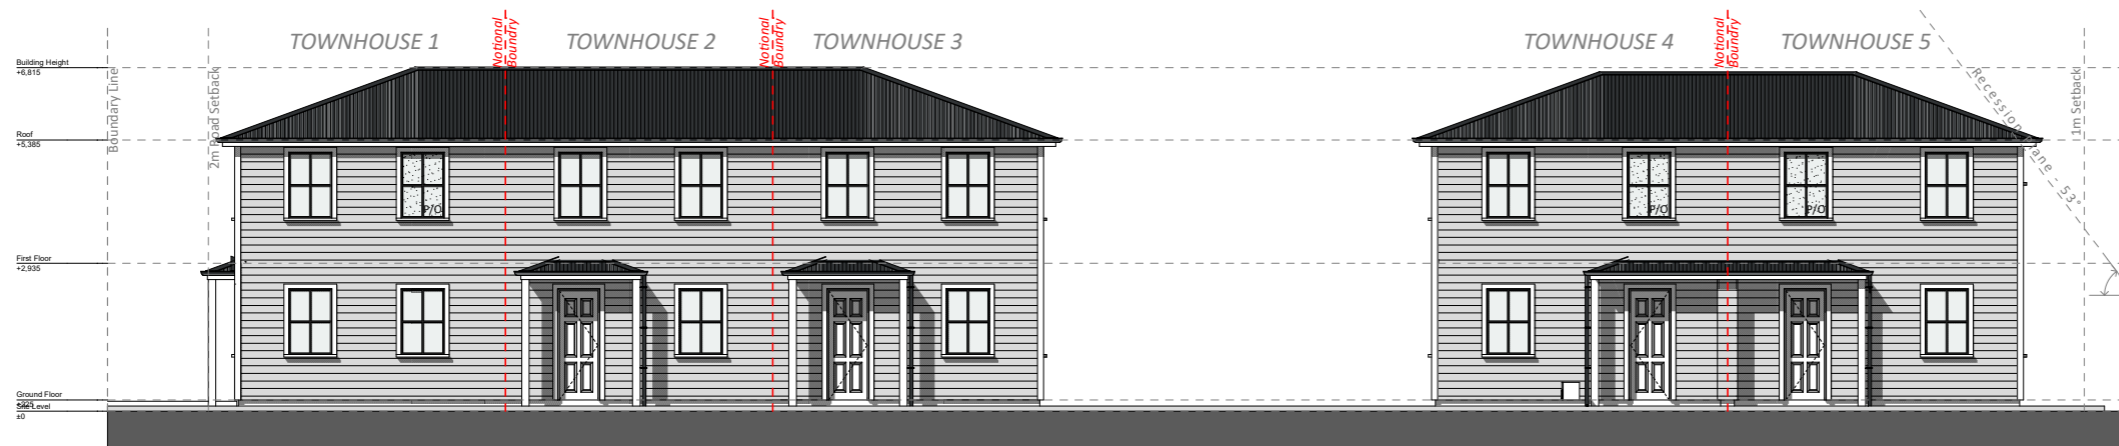 TOWNHOUSE 1
Notional
Boundry
TOWNHOUSE 2
Notional
Boundry
TOWNHOUSE 3
TOWNHOUSE 4
Notional
Boundry
TOWNHOUSE 5
Building Height
+6,815
Boundary Line
2m Road Setback
Recession Plane - 53°
1m Setback
Roof
+5,385
P/O
P/O
P/O
First Floor
+2,935
Ground Floor
+225
Site Level
±0